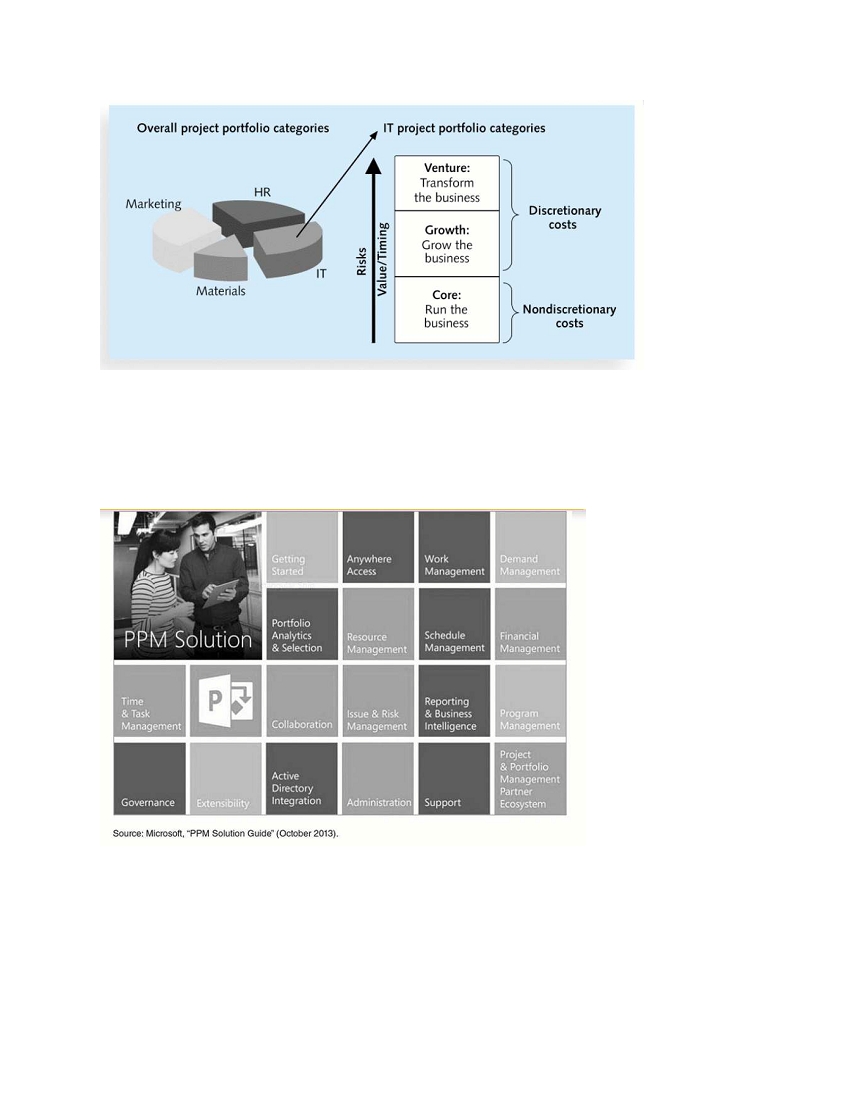 Overall project portfolio categories
IT project portfolio categories
Marketing
HR
IT
Materials
Risks
Value/Timing
Venture:
Transform
the business
Growth:
Grow the
business
Core:
Run the
business
Discretionary
costs
Nondiscretionary
costs
PPM Solution
Getting
Started
Anywhere
Access
Work
Management
Demand
Management
Portfolio
Analytics
& Selection
Resource
Management
Schedule
Management
Financial
Management
Time
& Task
Management
P
Collaboration
Issue & Risk
Management
Reporting
& Business
Intelligence
Program
Management
Governance
Extensibility
Active
Directory
Integration
Administration
Support
Project
& Portfolio
Management
Partner
Ecosystem
Source: Microsoft, “PPM Solution Guide” (October 2013).